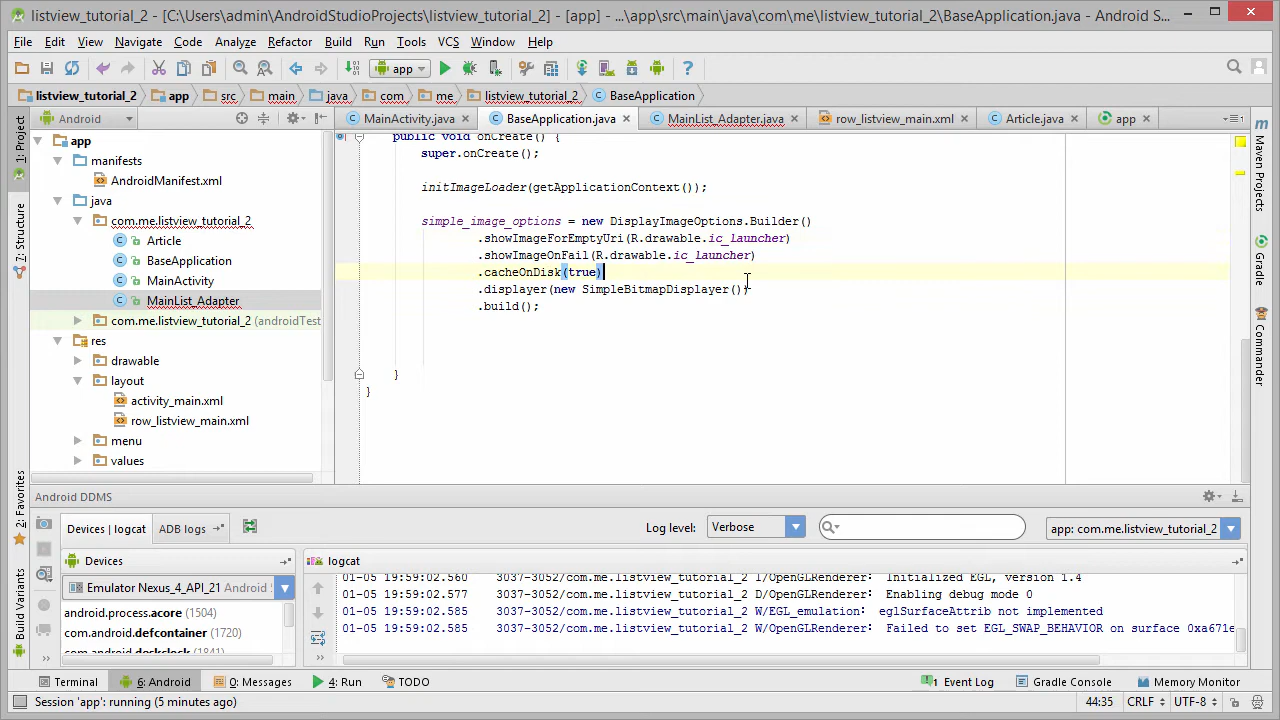 listview_tutorial_2 - [C:\Users\admin\AndroidStudioProjects\listview_tutorial_2] - [app] - ...\app\src\main\java\com\me\listview_tutorial_2\BaseApplication.java - Android S...
File Edit View Navigate Code Analyze Refactor Build Run Tools VCS Window Help
app
listview_tutorial_2 app src main java com me listview_tutorial_2 BaseApplication
Android
MainActivity.java BaseApplication.java MainList_Adapter.java row_listview_main.xml Article.java app
1: Project
Structure
2: Favorites
Build Variants
app
manifests
AndroidManifest.xml
java
com.me.listview_tutorial_2
Article
BaseApplication
MainActivity
MainList_Adapter
com.me.listview_tutorial_2 (androidTest
res
drawable
layout
activity_main.xml
row_listview_main.xml
menu
values
public void onCreate() {
super.onCreate();
initImageLoader(getApplicationContext());
simple_image_options = new DisplayImageOptions.Builder()
.showImageForEmptyUri(R.drawable.ic_launcher)
.showImageOnFail(R.drawable.ic_launcher)
.cacheOnDisk(true)
.displayer(new SimpleBitmapDisplayer())
.build();
}
}
Maven Projects
Gradle
Commander
Android DDMS
Devices | logcat ADB logs
Log level: Verbose app: com.me.listview_tutorial_2
Devices
logcat
Emulator Nexus_4_API_21 Android
android.process.acore (1504)
com.android.defcontainer (1720)
com.android.deskclock (1841)
01-05 19:59:02.560 3037-3052/com.me.listview_tutorial_2 I/OpenGLRenderer: Initialized EGL, version 1.4
01-05 19:59:02.577 3037-3052/com.me.listview_tutorial_2 D/OpenGLRenderer: Enabling debug mode 0
01-05 19:59:02.585 3037-3052/com.me.listview_tutorial_2 W/EGL_emulation: eglSurfaceAttrib not implemented
01-05 19:59:02.585 3037-3052/com.me.listview_tutorial_2 W/OpenGLRenderer: Failed to set EGL_SWAP_BEHAVIOR on surface 0xa671e
Terminal 6: Android 0: Messages 4: Run TODO
1 Event Log Gradle Console Memory Monitor
Session 'app': running (5 minutes ago) 44:35 CRLF UTF-8